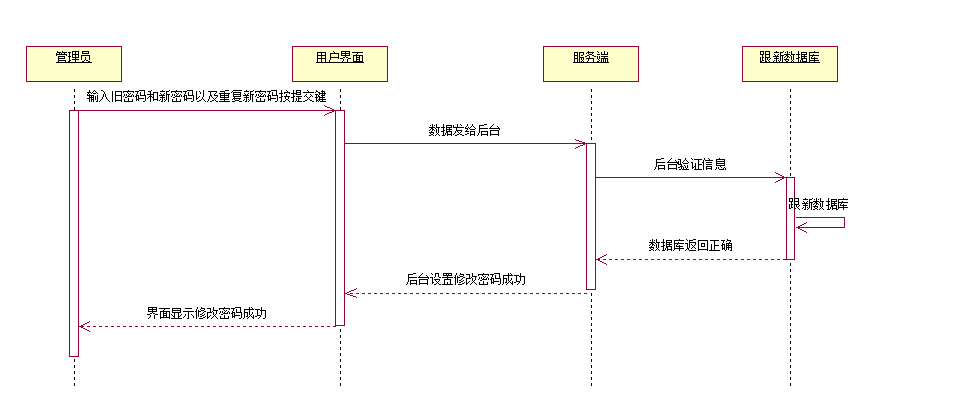 管理员
用户界面
服务端
跟新数据库
输入旧密码和新密码以及重复新密码按提交键
数据发给后台
后台验证信息
跟新数据库
数据库返回正确
后台设置修改密码成功
界面显示修改密码成功